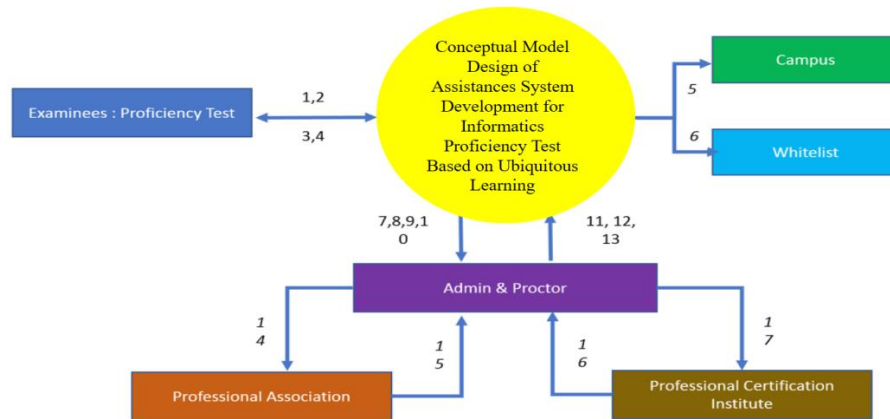 Conceptual Model
Design of
Assistances System
Development for
Informatics
Proficiency Test
Based on Ubiquitous
Learning
Examinees : Proficiency Test
1,2
3,4
Campus
5
6
Whitelist
7,8,9,1
0
11, 12,
13
Admin & Proctor
1
4
1
5
1
6
1
7
Professional Association
Professional Certification
Institute